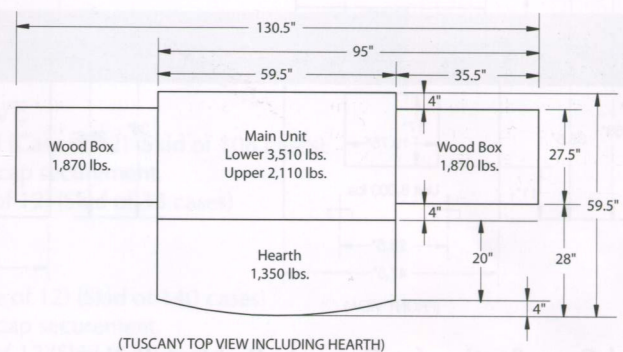 130.5"
95"
59.5"
35.5"
4"
Wood Box
1,870 lbs.
Main Unit
Lower 3,510 lbs.
Upper 2,110 lbs.
Wood Box
1,870 lbs.
27.5"
59.5"
4"
Hearth
1,350 lbs.
20"
28"
4"
(TUSCANY TOP VIEW INCLUDING HEARTH)